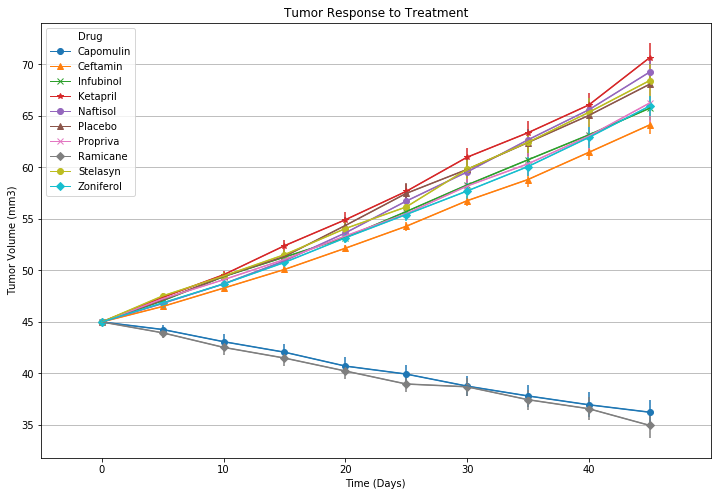 Tumor Response to Treatment
Drug
Capomulin
Ceftamin
Infubinol
Ketapril
Naftisol
Placebo
Propriva
Ramicane
Stelasyn
Zoniferol
Tumor Volume (mm3)
70
65
60
55
50
45
40
35
0
10
20
30
40
Time (Days)